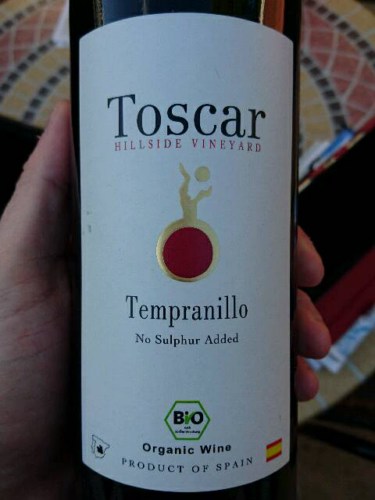 Toscar
HILLSIDE VINEYARD
Tempranillo
No Sulphur Added
BiO
Organic Wine
PRODUCT OF SPAIN